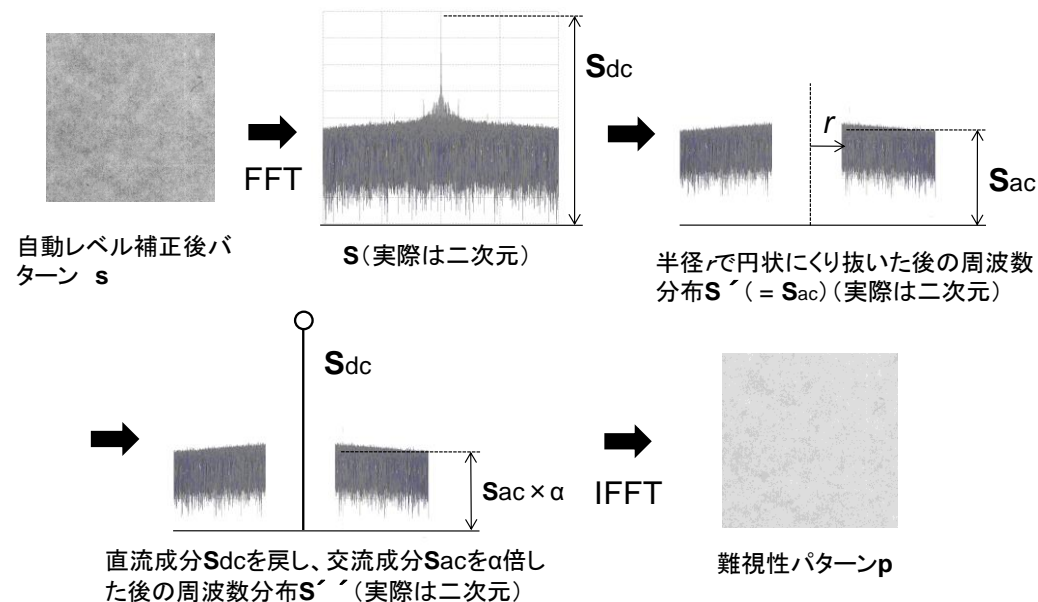 FFT
Sdc
r
Sac
自動レベル補正後パ
ターン s
S(実際は二次元)
半径rで円状にくり抜いた後の周波数
分布S´( = Sac)(実際は二次元)
Sdc
Sac×α
IFFT
直流成分Sdcを戻し、交流成分Sacをα倍し
た後の周波数分布S´´(実際は二次元)
難視性パターンp